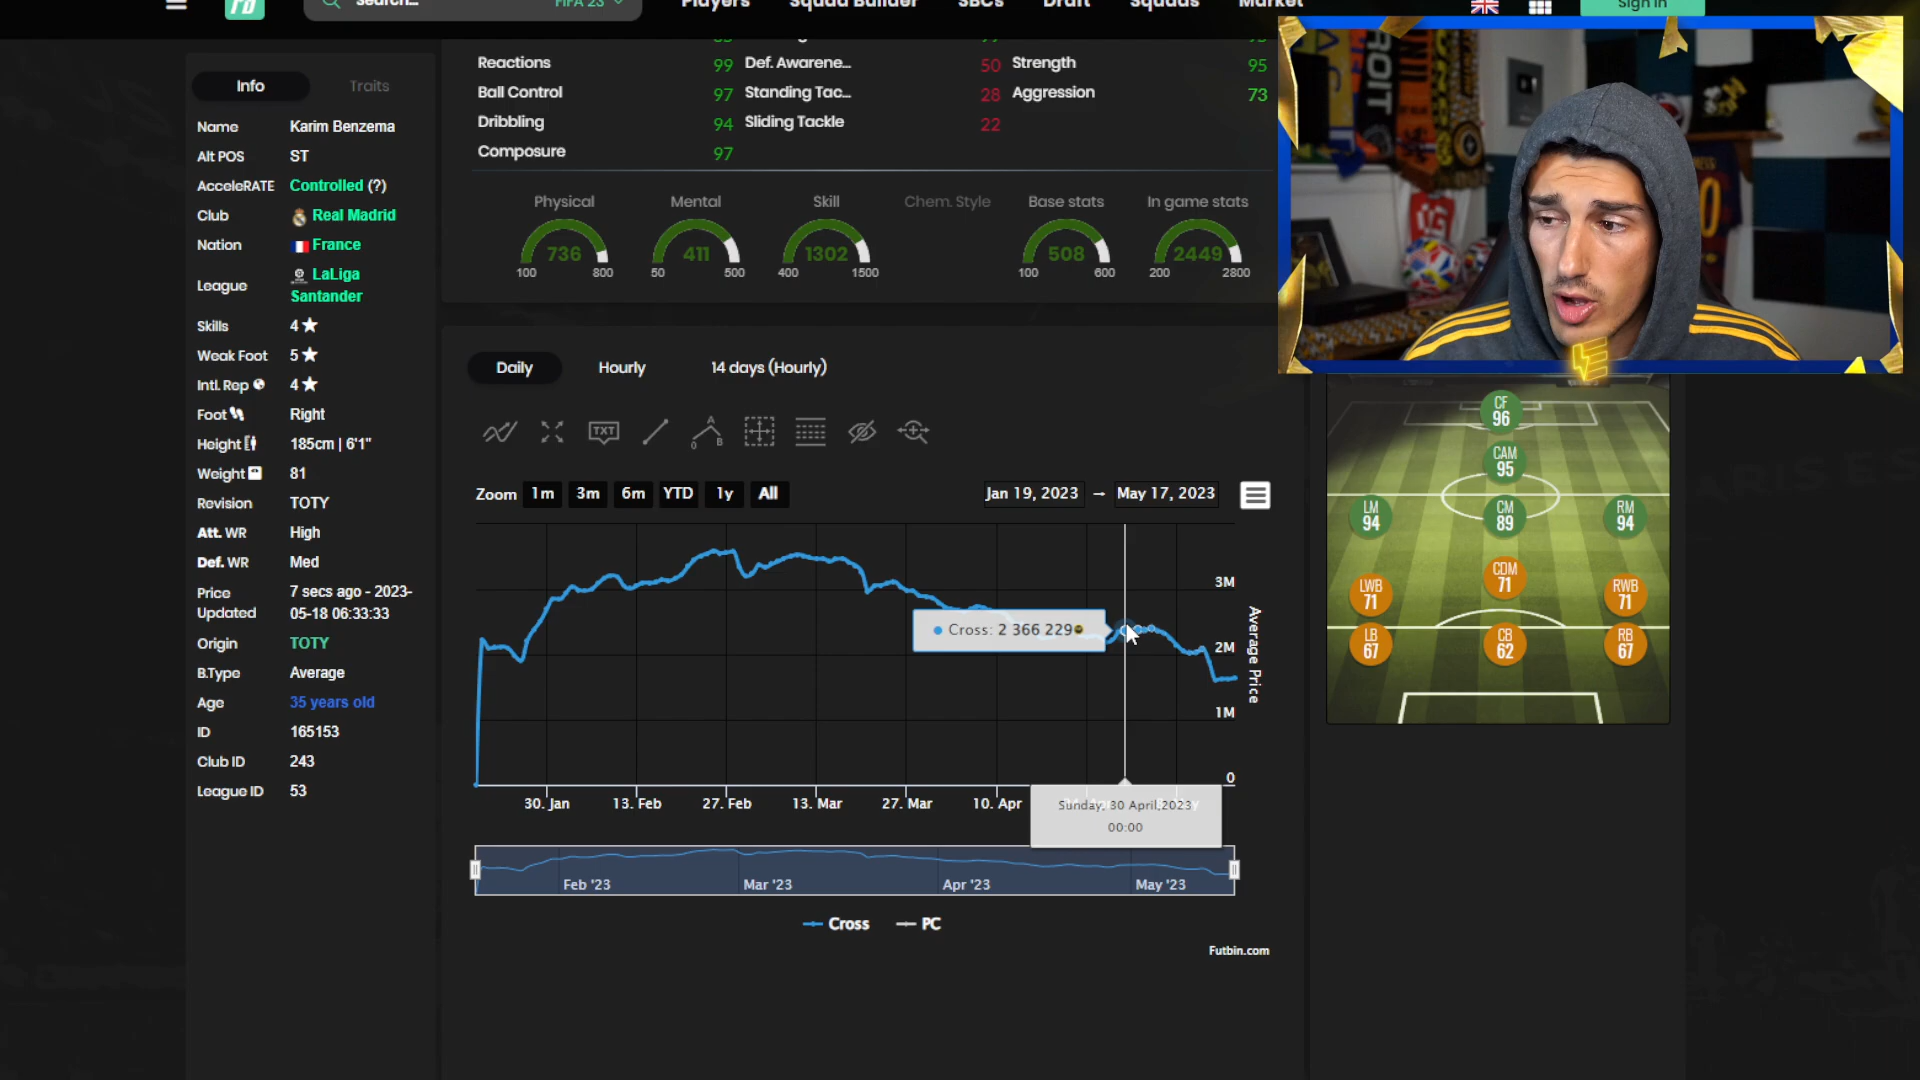 Search...
FIFA 23
Players
Squad Builder
SBCs
Draft
Squads
Market
Sign in
Info
Traits
Name Karim Benzema
Alt POS ST
AcceleRATE Controlled (?)
Club Real Madrid
Nation France
League LaLiga Santander
Skills 4
Weak Foot 5
Intl. Rep 4
Foot Right
Height 185cm | 6'1"
Weight 81
Revision TOTY
Att. WR High
Def. WR Med
Price Updated 7 secs ago - 2023-05-18 06:33:33
Origin TOTY
B.Type Average
Age 35 years old
ID 165153
Club ID 243
League ID 53
Reactions 99 Def. Awarene... 50 Strength 95
Ball Control 97 Standing Tac... 28 Aggression 73
Dribbling 94 Sliding Tackle 22
Composure 97
Physical Mental Skill Chem. Style Base stats In game stats
736 411 1302 508 2449
100 800 50 500 400 1500 100 600 200 2800
Daily Hourly 14 days (Hourly)
TXT
A
0 B
Zoom 1m 3m 6m YTD 1y All Jan 19, 2023 → May 17, 2023
3M
2M
1M
0
Average Price
Cross: 2 366 229
30. Jan 13. Feb 27. Feb 13. Mar 27. Mar 10. Apr
Sunday, 30 April,2023
00:00
Feb '23 Mar '23 Apr '23 May '23
Cross PC
Futbin.com
CF 96
CAM 95
LM 94
CM 89
RM 94
LWB 71
CDM 71
RWB 71
LB 67
CB 62
RB 67